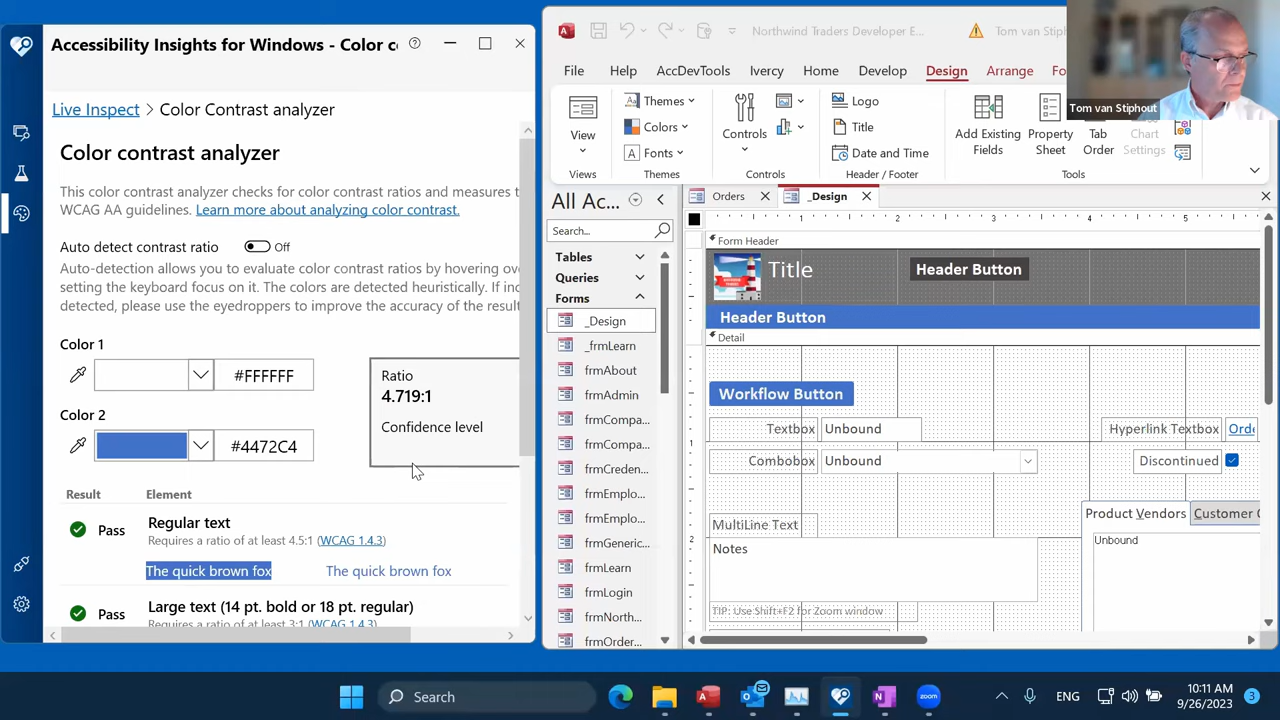 Accessibility Insights for Windows - Color c
Live Inspect > Color Contrast analyzer
Color contrast analyzer
This color contrast analyzer checks for color contrast ratios and measures t
WCAG AA guidelines. Learn more about analyzing color contrast.
Auto detect contrast ratio Off
Auto-detection allows you to evaluate color contrast ratios by hovering ov
setting the keyboard focus on it. The colors are detected heuristically. If inc
detected, please use the eyedroppers to improve the accuracy of the result
Color 1
#FFFFFF
Color 2
#4472C4
Ratio
4.719:1
Confidence level
Result Element
Pass
Regular text
Requires a ratio of at least 4.5:1 (WCAG 1.4.3)
The quick brown fox The quick brown fox
Pass
Large text (14 pt. bold or 18 pt. regular)
Requires a ratio of at least 3:1 (WCAG 1.4.3)
Northwind Traders Developer E...
Tom van Stiph
File Help AccDevTools Ivercy Home Develop Design Arrange Fo
View
Views
Themes
Colors
Fonts
Themes
Controls
Controls
Logo
Title
Date and Time
Header / Footer
Add Existing Fields
Property Sheet
Tab Order
Chart Settings
Tools
Tom van Stiphout
All Ac...
Search...
Tables
Queries
Forms
_Design
_frmLearn
frmAbout
frmAdmin
frmCompa...
frmCompa...
frmCreden...
frmEmplo...
frmEmplo...
frmGeneric...
frmLearn
frmLogin
frmNorth...
frmOrder...
Orders
_Design
1 2 3 4 5
Form Header
Title
Header Button
Header Button
Detail
Workflow Button
Textbox Unbound Hyperlink Textbox Orde
1
Combobox Unbound Discontinued
MultiLine Text
Product Vendors Customer O
2
Notes
Unbound
TIP: Use Shift+F2 for Zoom window
Search
ENG
10:11 AM
9/26/2023
3